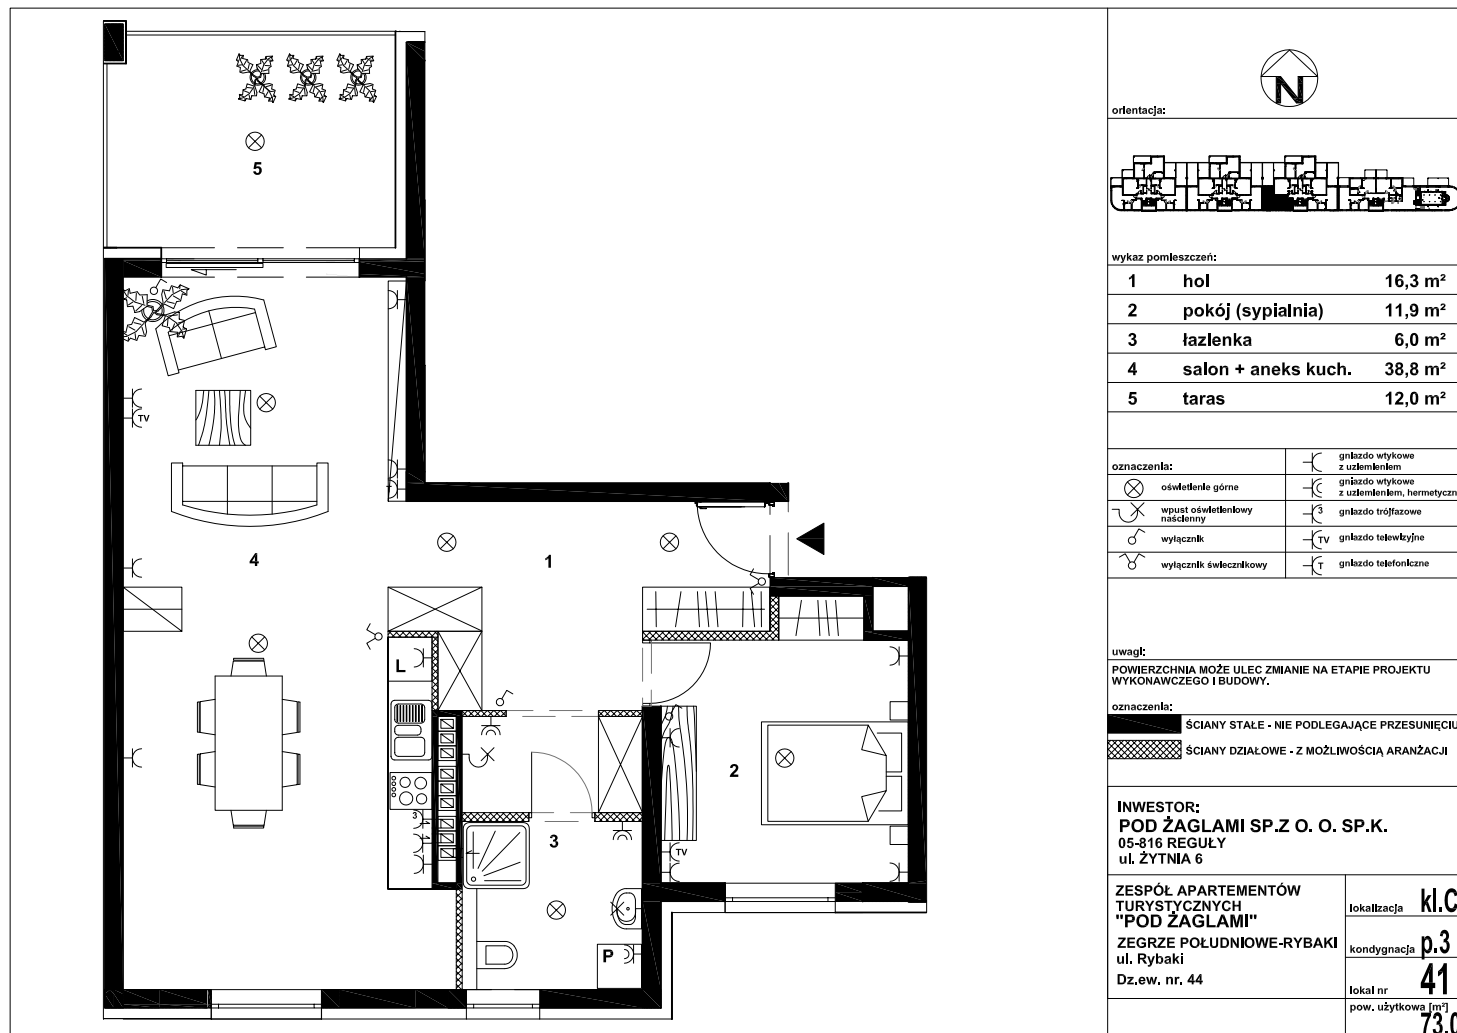 5
TV
4
1
L
3
2
TV
3
P
N
orientacja:
wykaz pomieszczeń:
1 hol 16,3 m²
2 pokój (sypialnia) 11,9 m²
3 łazienka 6,0 m²
4 salon + aneks kuch. 38,8 m²
5 taras 12,0 m²
oznaczenia:
gniazdo wtykowe
z uziemieniem
oświetlenie górne
gniazdo wtykowe
z uziemieniem, hermetyczn
wpust oświetleniowy
naścienny
3 gniazdo trójfazowe
wyłącznik
TV gniazdo telewizyjne
wyłącznik świecznikowy
T gniazdo telefoniczne
uwagi:
POWIERZCHNIA MOŻE ULEC ZMIANIE NA ETAPIE PROJEKTU
WYKONAWCZEGO I BUDOWY.
oznaczenia:
ŚCIANY STAŁE - NIE PODLEGAJĄCE PRZESUNIĘCIU
ŚCIANY DZIAŁOWE - Z MOŻLIWOŚCIĄ ARANŻACJI
INWESTOR:
POD ŻAGLAMI SP.Z O. O. SP.K.
05-816 REGUŁY
ul. ŻYTNIA 6
ZESPÓŁ APARTEMENTÓW
TURYSTYCZNYCH
"POD ŻAGLAMI"
ZEGRZE POŁUDNIOWE-RYBAKI
ul. Rybaki
Dz.ew. nr. 44
lokalizacja kl.C
kondygnacja p.3
lokal nr 41
pow. użytkowa [m²]
73.0